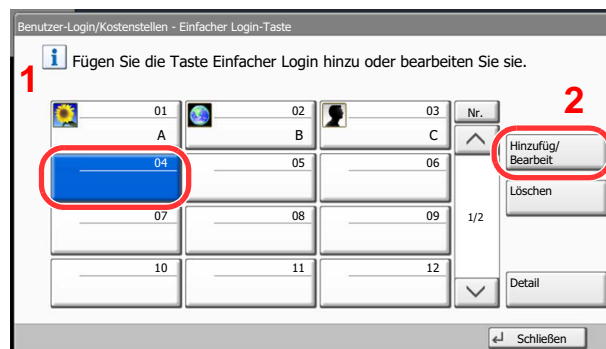 Benutzer-Login/Kostenstellen - Einfacher Login-Taste
i Fügen Sie die Taste Einfacher Login hinzu oder bearbeiten Sie sie.
1
2
01 02 03 Nr.
A B C
Hinzufüg/
Bearbeit
04 05 06
Löschen
07 08 09 1/2
10 11 12
Detail
Schließen